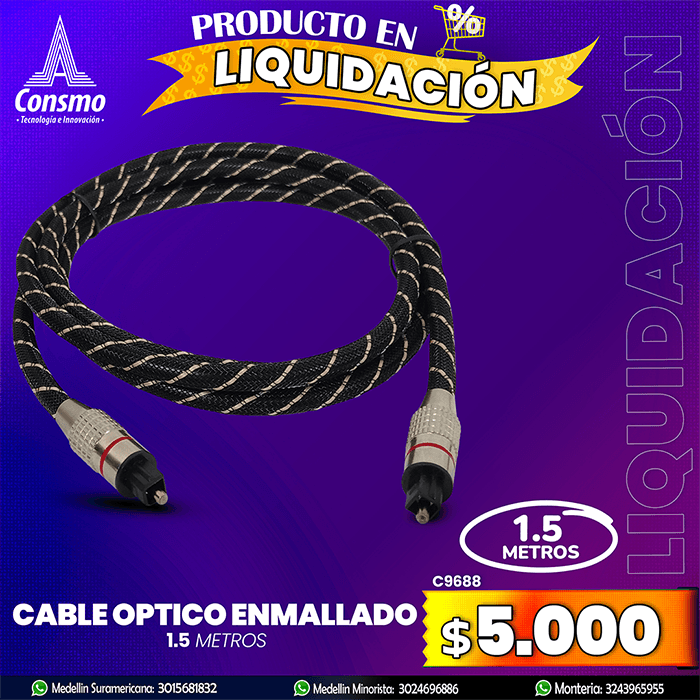 PRODUCTO EN
%
LIQUIDACIÓN
A
Consmo
• Tecnología e Innovación •
LIQUIDACIÓN
1.5
METROS
C9688
CABLE OPTICO ENMALLADO
1.5 METROS
$5.000
Medellin Suramericana: 3015681832
Medellin Minorista: 3024696886
Monteria: 3243965955